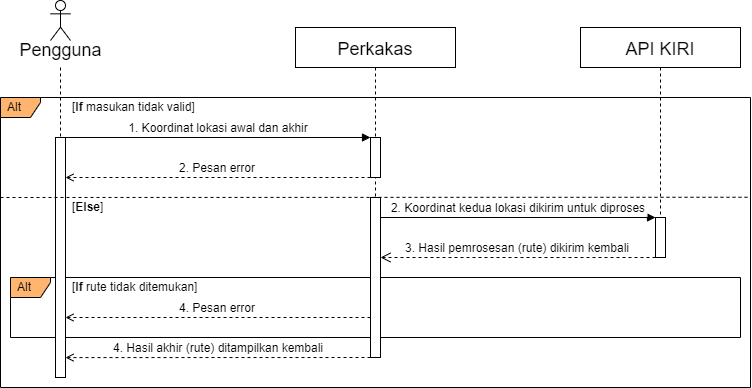 Pengguna
Perkakas
API KIRI
Alt
[If masukan tidak valid]
1. Koordinat lokasi awal dan akhir
2. Pesan error
[Else]
2. Koordinat kedua lokasi dikirim untuk diproses
3. Hasil pemrosesan (rute) dikirim kembali
Alt
[If rute tidak ditemukan]
4. Pesan error
4. Hasil akhir (rute) ditampilkan kembali